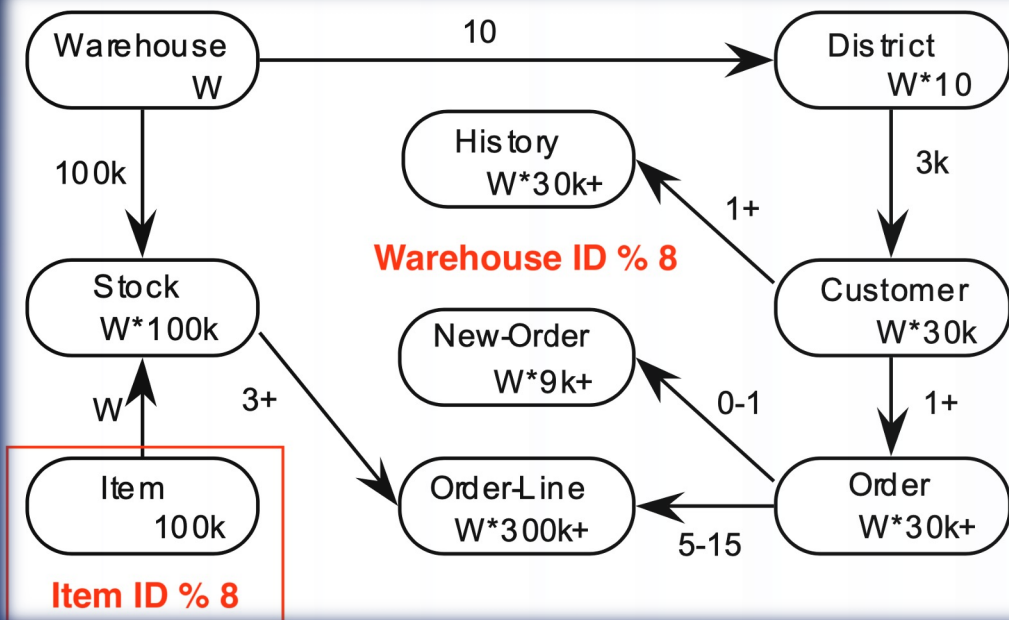 Warehouse
W
10
District
W*10
100k
History
W*30k+
3k
1+
Warehouse ID % 8
Stock
W*100k
Customer
W*30k
New-Order
W*9k+
W
3+
0-1
1+
Item
100k
Order-Line
W*300k+
5-15
Order
W*30k+
Item ID % 8